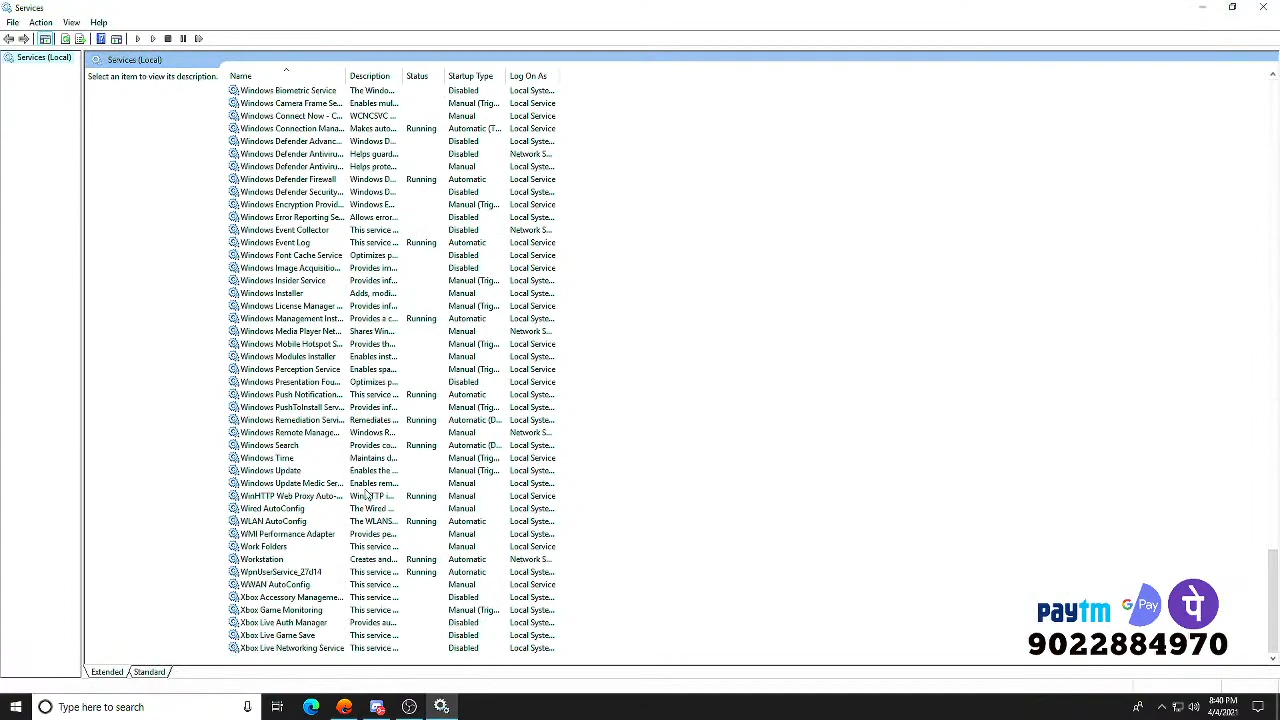 Services
File Action View Help
Services (Local)
Services (Local)
Select an item to view its description.
Name Description Status Startup Type Log On As
Windows Biometric Service The Windo... Disabled Local Syste...
Windows Camera Frame Se... Enables mul... Manual (Trig... Local Service
Windows Connect Now - C... WCNCSVC ... Manual Local Service
Windows Connection Mana... Makes auto... Running Automatic (T... Local Service
Windows Defender Advanc... Windows D... Disabled Local Syste...
Windows Defender Antiviru... Helps guard... Disabled Network S...
Windows Defender Antiviru... Helps prote... Manual Local Syste...
Windows Defender Firewall Windows D... Running Automatic Local Service
Windows Defender Security... Windows D... Disabled Local Syste...
Windows Encryption Provid... Windows E... Manual (Trig... Local Service
Windows Error Reporting Se... Allows error... Disabled Local Syste...
Windows Event Collector This service ... Disabled Network S...
Windows Event Log This service ... Running Automatic Local Service
Windows Font Cache Service Optimizes p... Disabled Local Service
Windows Image Acquisitio... Provides im... Disabled Local Service
Windows Insider Service Provides inf... Manual (Trig... Local Syste...
Windows Installer Adds, modi... Manual Local Syste...
Windows License Manager ... Provides inf... Manual (Trig... Local Service
Windows Management Inst... Provides a c... Running Automatic Local Syste...
Windows Media Player Net... Shares Win... Manual Network S...
Windows Mobile Hotspot S... Provides th... Manual (Trig... Local Service
Windows Modules Installer Enables inst... Manual Local Syste...
Windows Perception Service Enables spa... Manual (Trig... Local Service
Windows Presentation Fou... Optimizes p... Disabled Local Service
Windows Push Notification... This service ... Running Automatic Local Syste...
Windows PushToInstall Serv... Provides inf... Manual (Trig... Local Syste...
Windows Remediation Servi... Remediates ... Running Automatic (D... Local Syste...
Windows Remote Manage... Windows R... Manual Network S...
Windows Search Provides co... Running Automatic (D... Local Syste...
Windows Time Maintains d... Manual (Trig... Local Service
Windows Update Enables the ... Manual (Trig... Local Syste...
Windows Update Medic Ser... Enables rem... Manual Local Syste...
WinHTTP Web Proxy Auto-... WinHTTP i... Running Manual Local Service
Wired AutoConfig The Wired ... Manual Local Syste...
WLAN AutoConfig The WLANS... Running Automatic Local Syste...
WMI Performance Adapter Provides pe... Manual Local Syste...
Work Folders This service ... Manual Local Service
Workstation Creates and... Running Automatic Network S...
WpnUserService_27d14 This service ... Running Automatic Local Syste...
WWAN AutoConfig This service ... Manual Local Service
Xbox Accessory Manageme... This service ... Disabled Local Syste...
Xbox Game Monitoring This service ... Manual (Trig... Local Syste...
Xbox Live Auth Manager Provides au... Disabled Local Syste...
Xbox Live Game Save This service ... Disabled Local Syste...
Xbox Live Networking Service This service ... Disabled Local Syste...
paytm G Pay पे
9022884970
Extended Standard
Type here to search
8:40 PM
4/4/2021